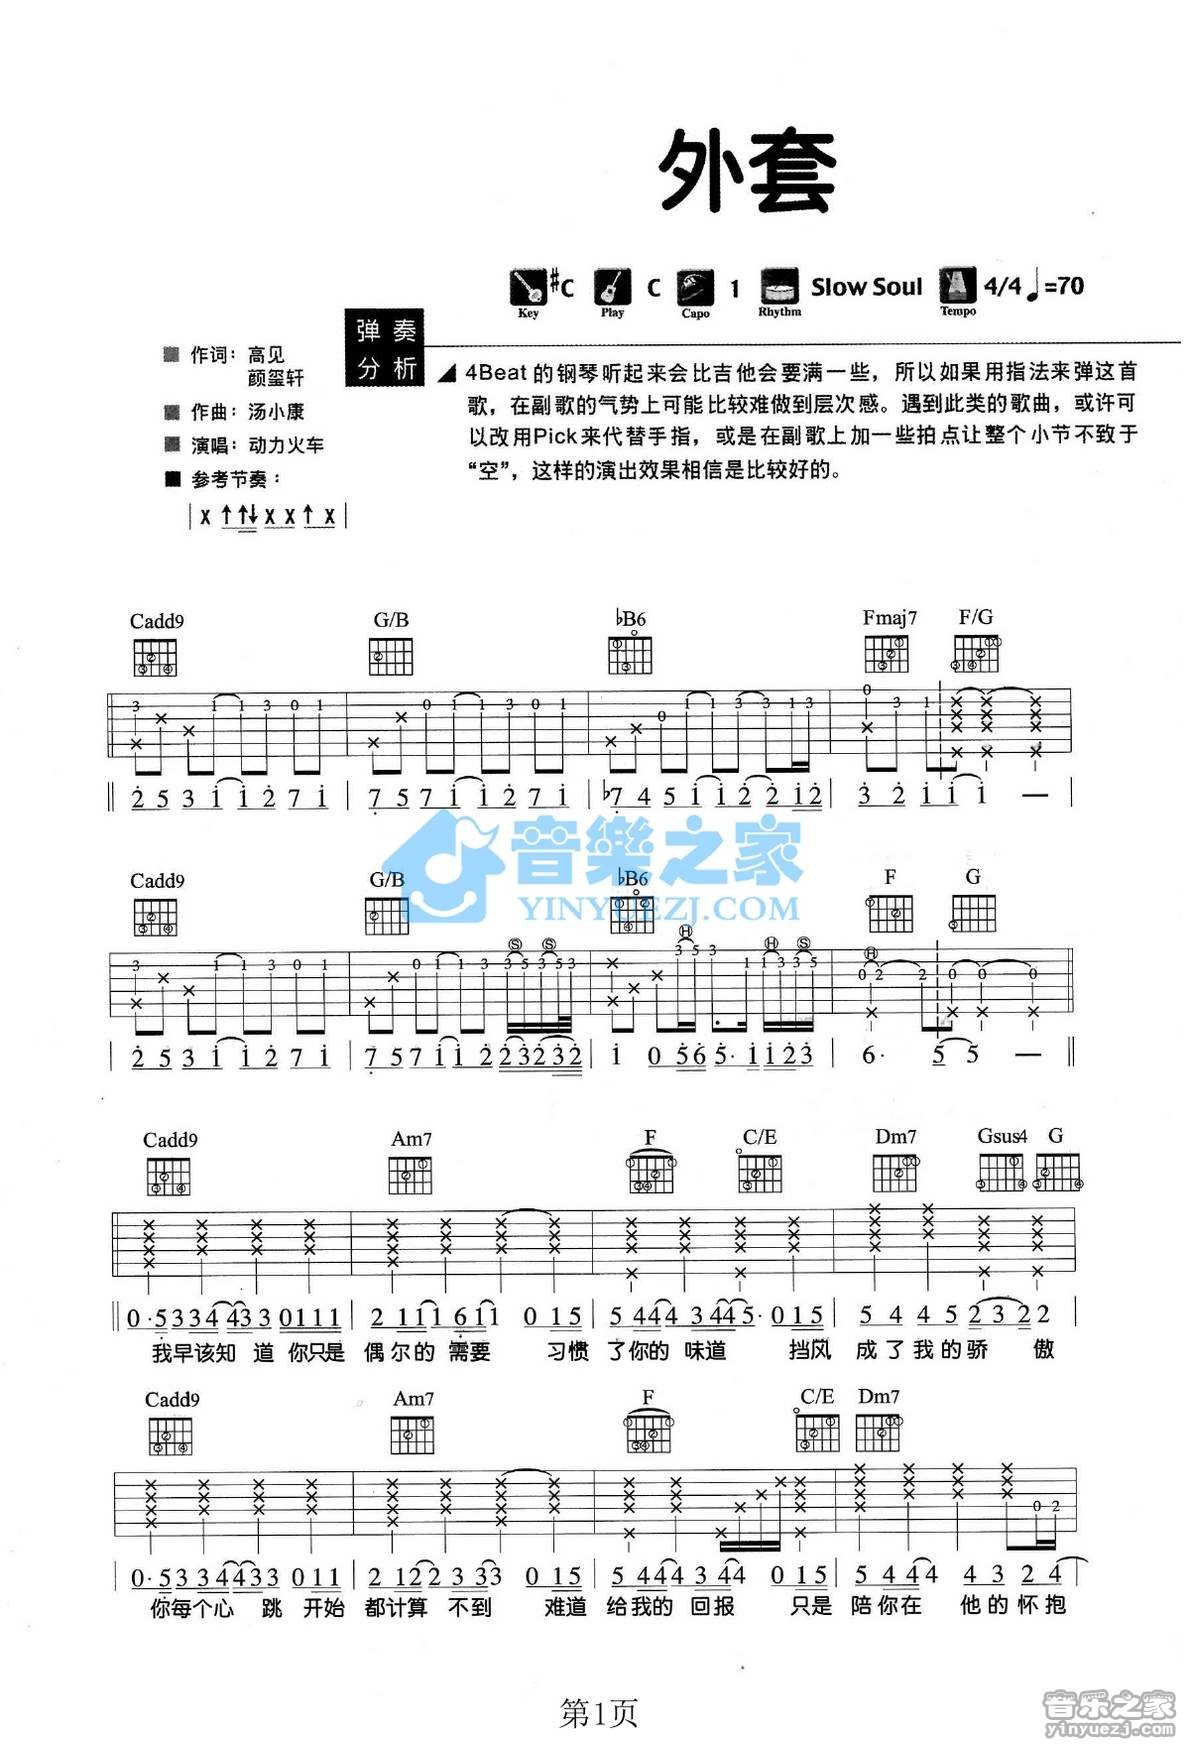 外套
♯C C 1 Slow Soul 4/4 ♩=70
Key Play Capo Rhythm Tempo
弹奏
分析
作词：高见
颜玺轩
作曲：汤小康
演唱：动力火车
参考节奏：
4Beat的钢琴听起来会比吉他会要满一些，所以如果用指法来弹这首
歌，在副歌的气势上可能比较难做到层次感。遇到此类的歌曲，或许可
以改用Pick来代替手指，或是在副歌上加一些拍点让整个小节不致于
“空”，这样的演出效果相信是比较好的。
Cadd9 G/B ♭B6 Fmaj7 F/G
2 5 3 1 1 2 7 1 | 7 5 7 1 1 2 7 1 | ♭7 4 5 1 1 2 2 1 2 | 3 2 1 1 1 —
音樂之家
YINYUEZJ.COM
Cadd9 G/B ♭B6 F G
2 5 3 1 1 2 7 1 | 7 5 7 1 1 2 2 3 2 3 2 | 1 0 5 6 5· 1 1 2 3 | 6· 5 5 —
Cadd9 Am7 F C/E Dm7 Gsus4 G
0·5 3 3 4 4 3 3 0 1 1 1 | 2 1 1 1 6 1 1 0 1 5 | 5 4 4 4 3 4 4 5· 0 1 5 | 5 4 4 5 2 3 2 2
我早该知 道 你只是 偶尔的 需要 习惯 了你的 味道 挡风 成了我的骄 傲
Cadd9 Am7 F C/E Dm7
0·5 3 3 4 4 3 3 0 1 1 | 2 1 2 2 3 3 3 0 1 5 | 5 4 4 4 3 4 4 0 1 5 | 5 4 4 4 4 3 2 4
你每个心 跳 开始 都计算 不到 难道 给我的 回报 只是 陪你在 他的怀抱
第1页
音乐之家
yinyuezj.com